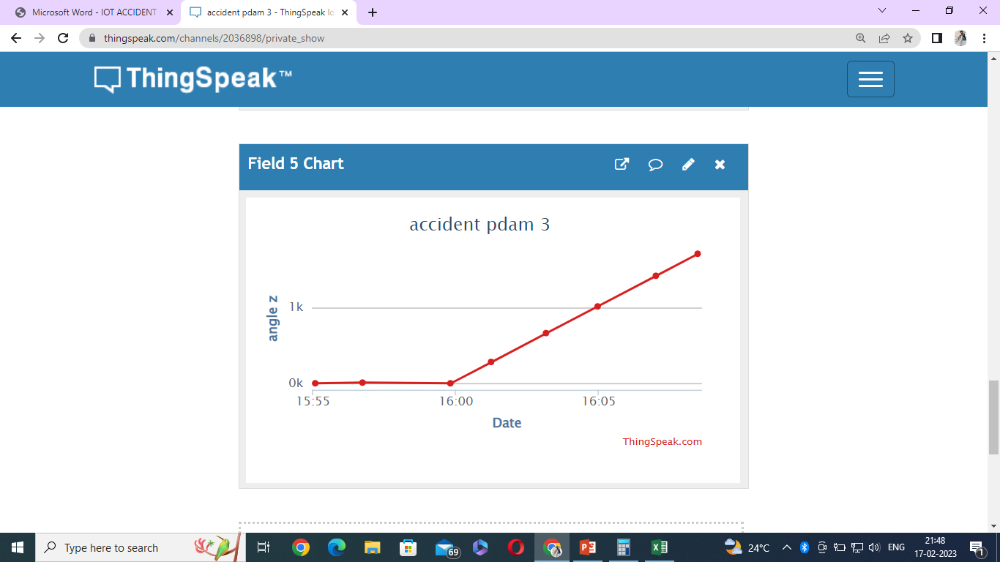 Microsoft Word - IOT ACCIDENT
accident pdam 3 - ThingSpeak Io
thingspeak.com/channels/2036898/private_show
ThingSpeak™
Field 5 Chart
accident pdam 3
angle z
1k
0k
15:55 16:00 16:05
Date
ThingSpeak.com
Type here to search
69
24°C
ENG
21:48
17-02-2023
1